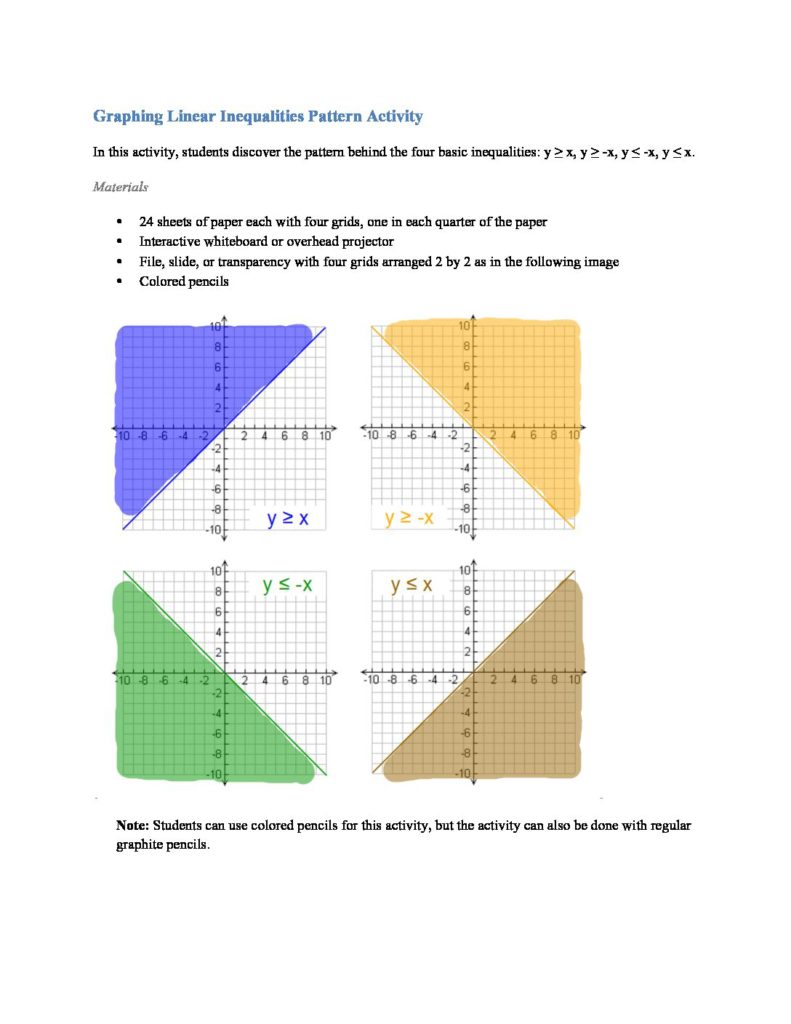 Graphing Linear Inequalities Pattern Activity
In this activity, students discover the pattern behind the four basic inequalities: y ≥ x, y ≥ -x, y ≤ -x, y ≤ x.
Materials
• 24 sheets of paper each with four grids, one in each quarter of the paper
• Interactive whiteboard or overhead projector
• File, slide, or transparency with four grids arranged 2 by 2 as in the following image
• Colored pencils
10
8
6
4
2
-10 -8 -6 -4 -2 2 4 6 8 10
-2
-4
-6
-8
-10
y ≥ x
10
8
6
4
2
-10 -8 -6 -4 -2 2 4 6 8 10
-2
-4
-6
-8
-10
y ≥ -x
10
8
6
4
2
-10 -8 -6 -4 -2 2 4 6 8 10
-2
-4
-6
-8
-10
y ≤ -x
10
8
6
4
2
-10 -8 -6 -4 -2 2 4 6 8 10
-2
-4
-6
-8
-10
y ≤ x
Note: Students can use colored pencils for this activity, but the activity can also be done with regular
graphite pencils.